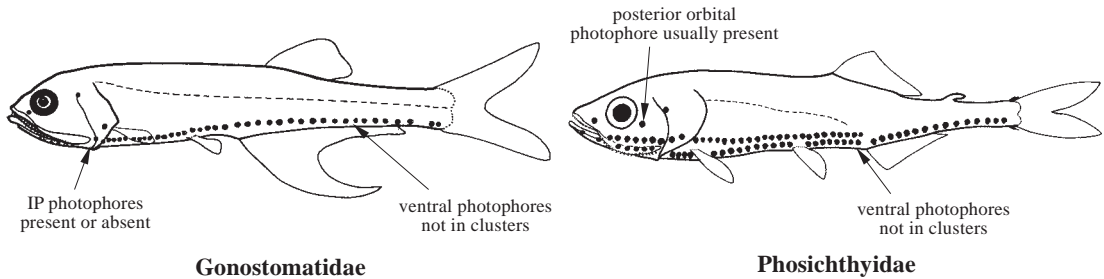 posterior orbital
photophore usually present
IP photophores
present or absent
ventral photophores
not in clusters
ventral photophores
not in clusters
Gonostomatidae
Phosichthyidae